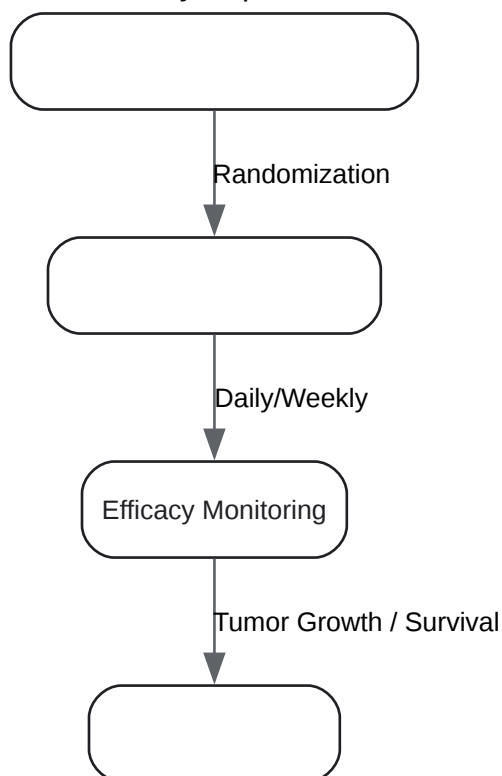 Randomization
Daily/Weekly
Efficacy Monitoring
Tumor Growth / Survival